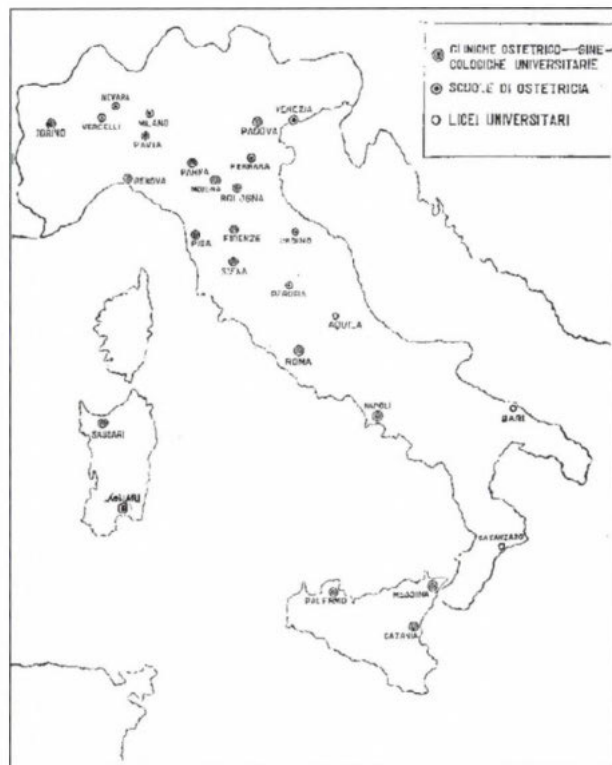 CLINICHE OSTETRICO-GINE-
COLOGICHE UNIVERSITARIE
SCUOLE DI OSTETRICIA
LICEI UNIVERSITARI
NOVARA
VENEZIA
TORINO
VERCELLI
MILANO
PADOVA
PAVIA
PARMA
FERRARA
GENOVA
MODENA
BOLOGNA
PISA
FIRENZE
URBINO
SIENA
PERUGIA
AQUILA
ROMA
NAPOLI
BARI
SASSARI
CAGLIARI
CATANZARO
PALERMO
MESSINA
CATANIA